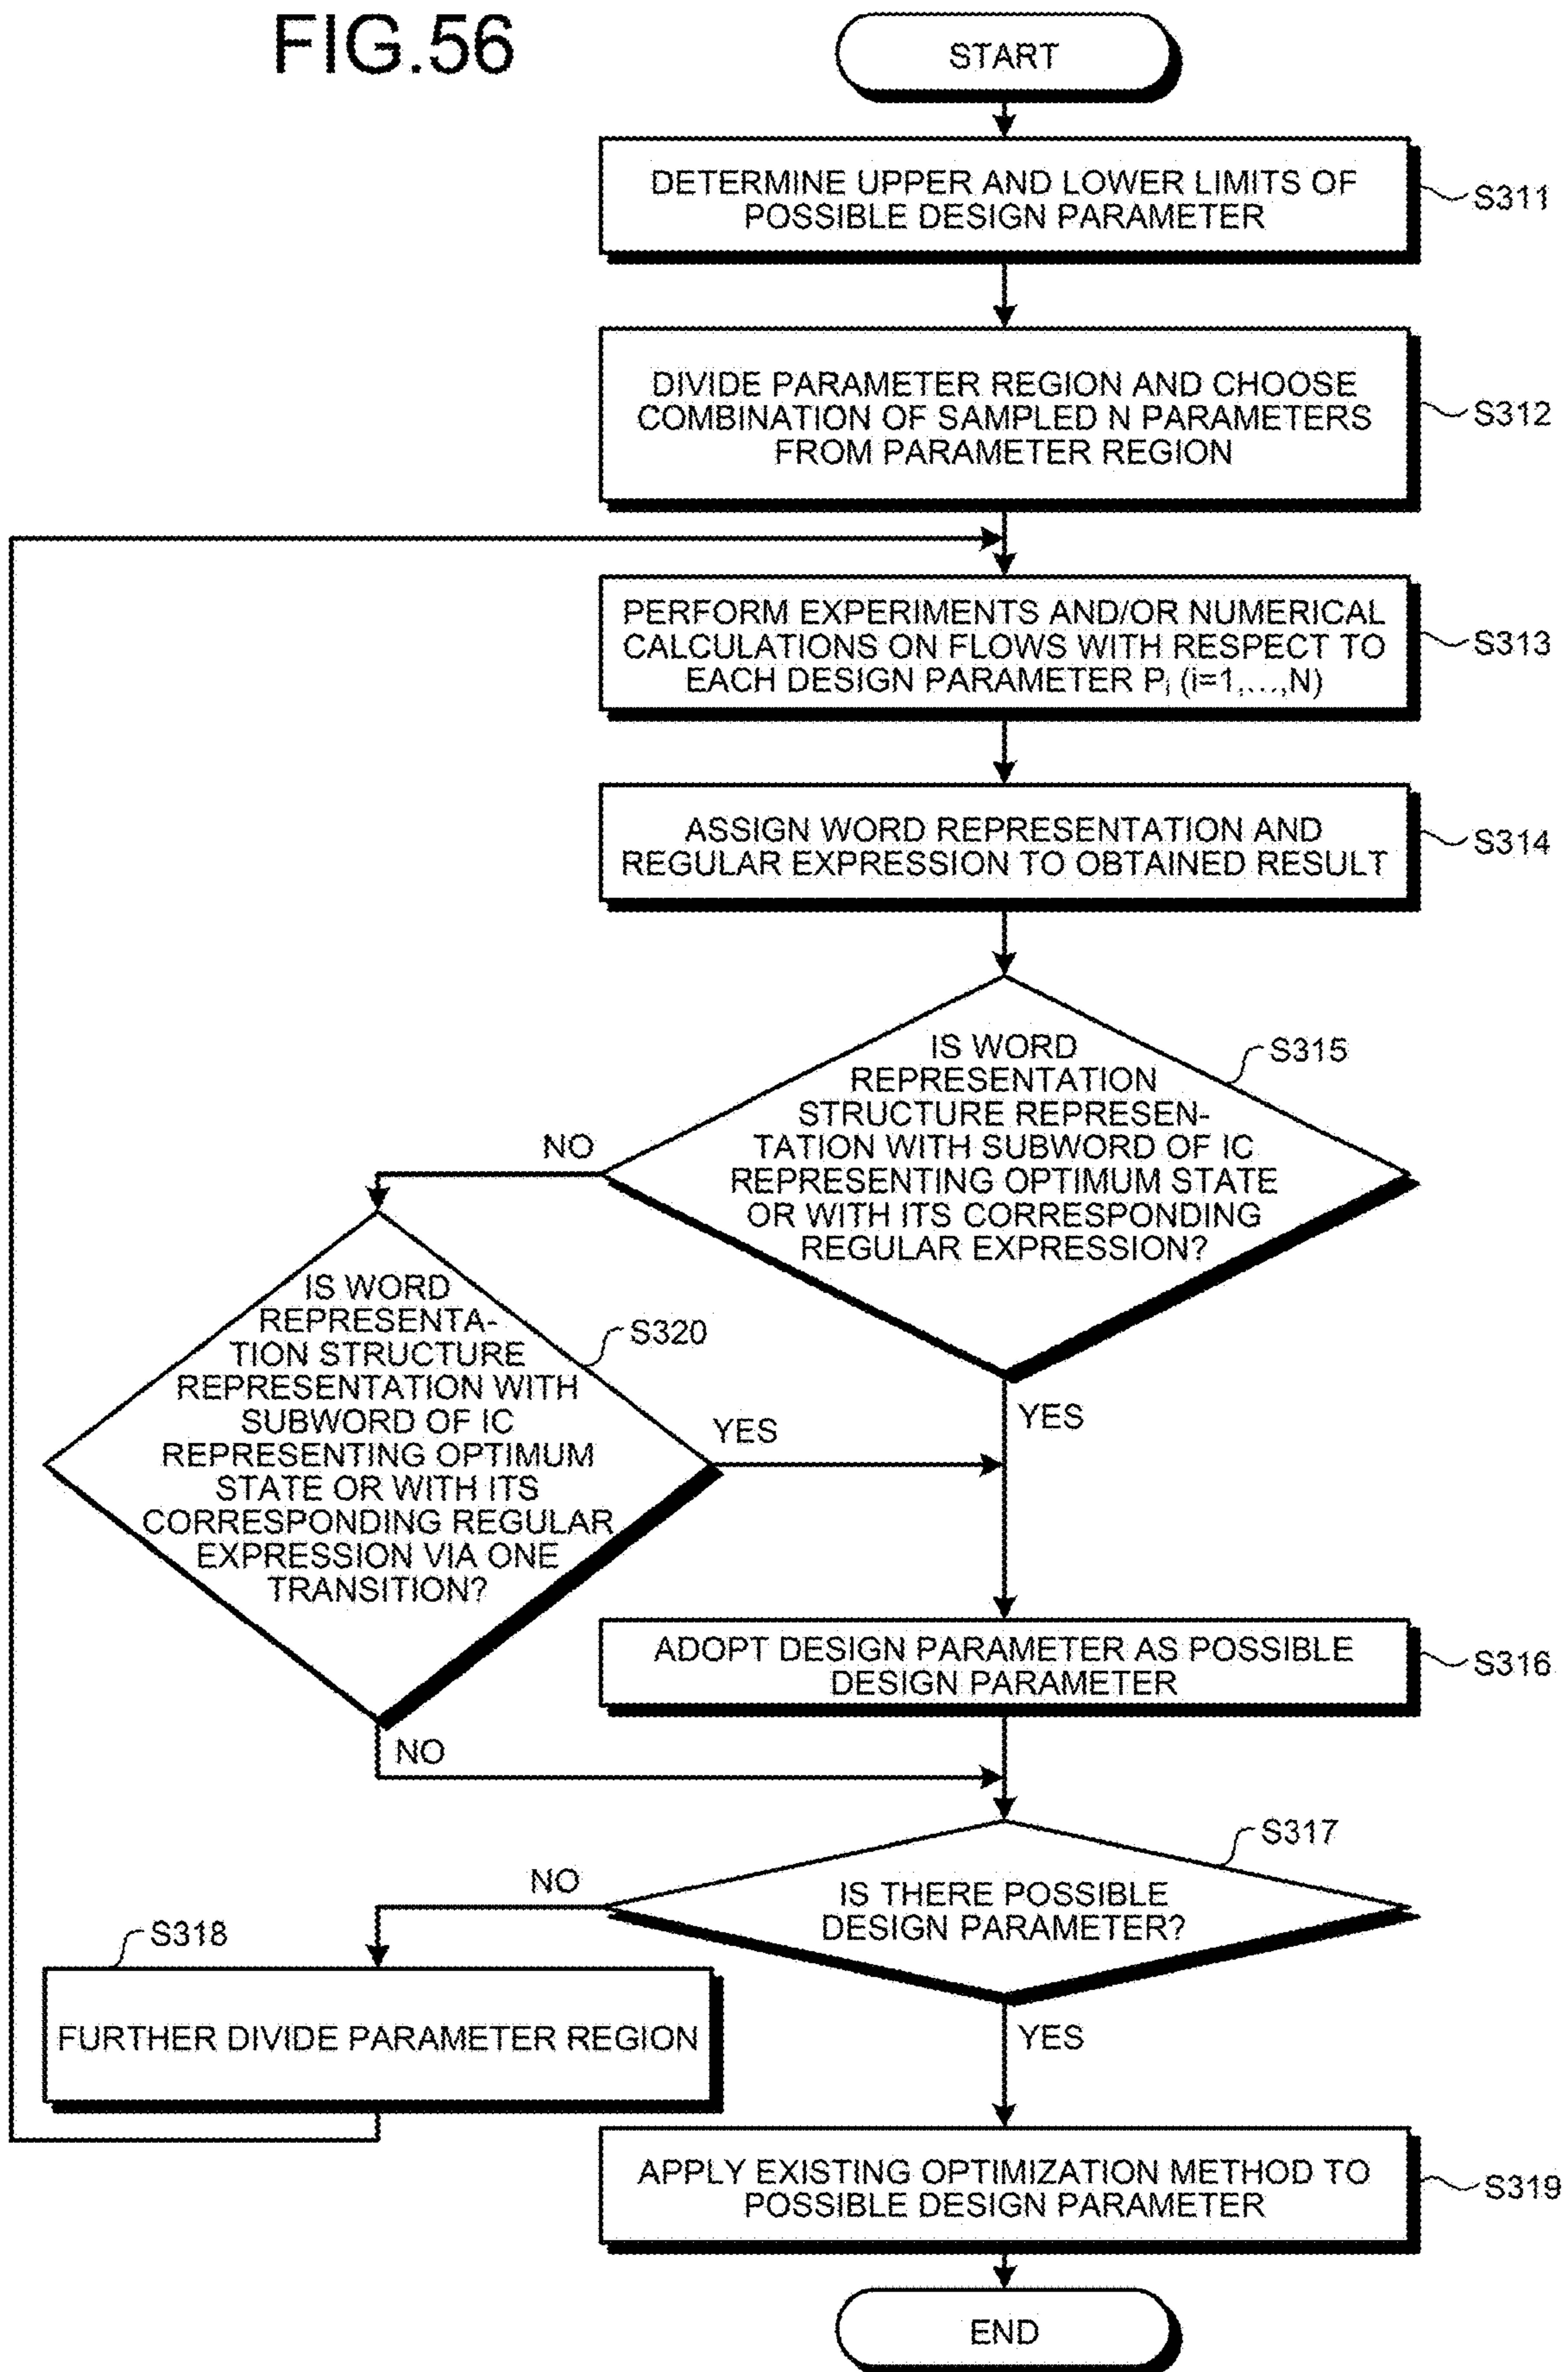 FIG.56
START
DETERMINE UPPER AND LOWER LIMITS OF
POSSIBLE DESIGN PARAMETER
S311
DIVIDE PARAMETER REGION AND CHOOSE
COMBINATION OF SAMPLED N PARAMETERS
FROM PARAMETER REGION
S312
PERFORM EXPERIMENTS AND/OR NUMERICAL
CALCULATIONS ON FLOWS WITH RESPECT TO
EACH DESIGN PARAMETER Pi (i=1,...,N)
S313
ASSIGN WORD REPRESENTATION AND
REGULAR EXPRESSION TO OBTAINED RESULT
S314
IS WORD
REPRESENTATION
STRUCTURE REPRESEN-
TATION WITH SUBWORD OF IC
REPRESENTING OPTIMUM STATE
OR WITH ITS CORRESPONDING
REGULAR EXPRESSION?
S315
NO
YES
IS WORD
REPRESENTA-
TION STRUCTURE
REPRESENTATION WITH
SUBWORD OF IC
REPRESENTING OPTIMUM
STATE OR WITH ITS
CORRESPONDING REGULAR
EXPRESSION VIA ONE
TRANSITION?
S320
YES
NO
ADOPT DESIGN PARAMETER AS POSSIBLE
DESIGN PARAMETER
S316
IS THERE POSSIBLE
DESIGN PARAMETER?
S317
NO
YES
S318
FURTHER DIVIDE PARAMETER REGION
APPLY EXISTING OPTIMIZATION METHOD TO
POSSIBLE DESIGN PARAMETER
S319
END